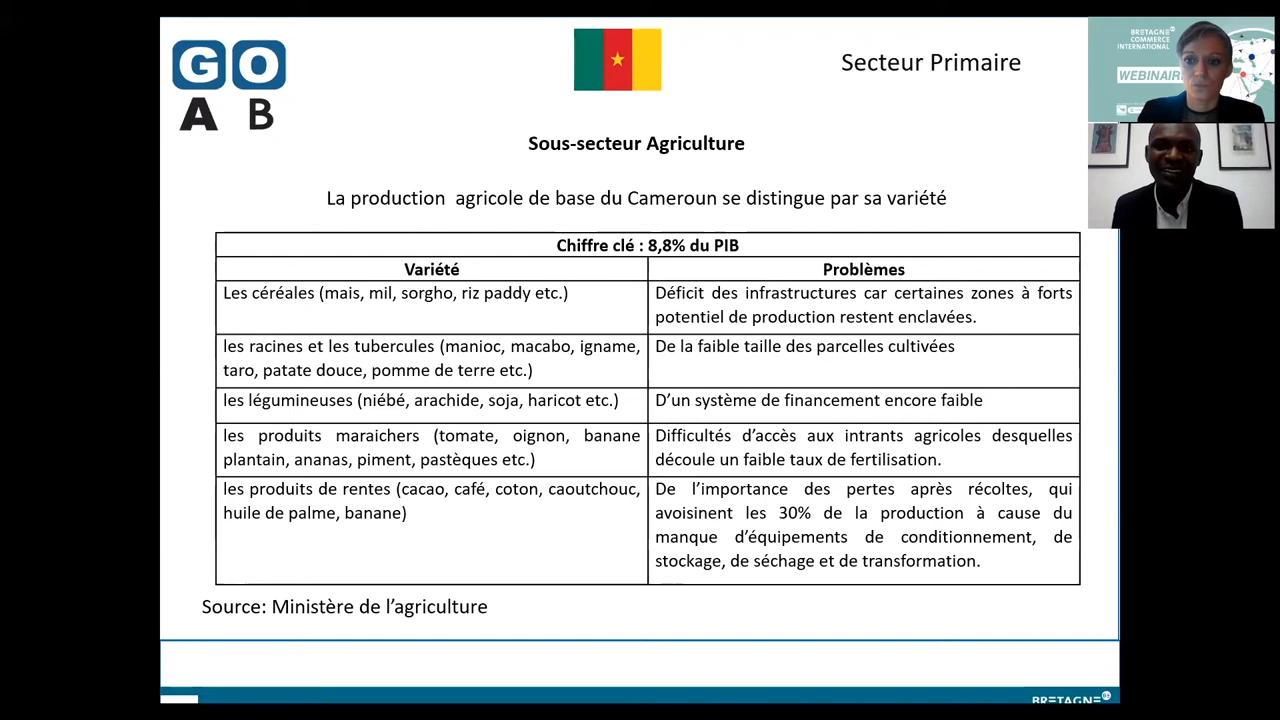 GO
A B
Secteur Primaire
BRETAGNE
COMMERCE
INTERNATIONAL
WEBINAIRE
Sous-secteur Agriculture
La production agricole de base du Cameroun se distingue par sa variété
Chiffre clé : 8,8% du PIB
Variété
Problèmes
Les céréales (mais, mil, sorgho, riz paddy etc.)
Déficit des infrastructures car certaines zones à forts
potentiel de production restent enclavées.
les racines et les tubercules (manioc, macabo, igname,
taro, patate douce, pomme de terre etc.)
De la faible taille des parcelles cultivées
les légumineuses (niébé, arachide, soja, haricot etc.)
D’un système de financement encore faible
les produits maraichers (tomate, oignon, banane
plantain, ananas, piment, pastèques etc.)
Difficultés d’accès aux intrants agricoles desquelles
découle un faible taux de fertilisation.
les produits de rentes (cacao, café, coton, caoutchouc,
huile de palme, banane)
De l’importance des pertes après récoltes, qui
avoisinent les 30% de la production à cause du
manque d’équipements de conditionnement, de
stockage, de séchage et de transformation.
Source: Ministère de l’agriculture
BRETAGNE